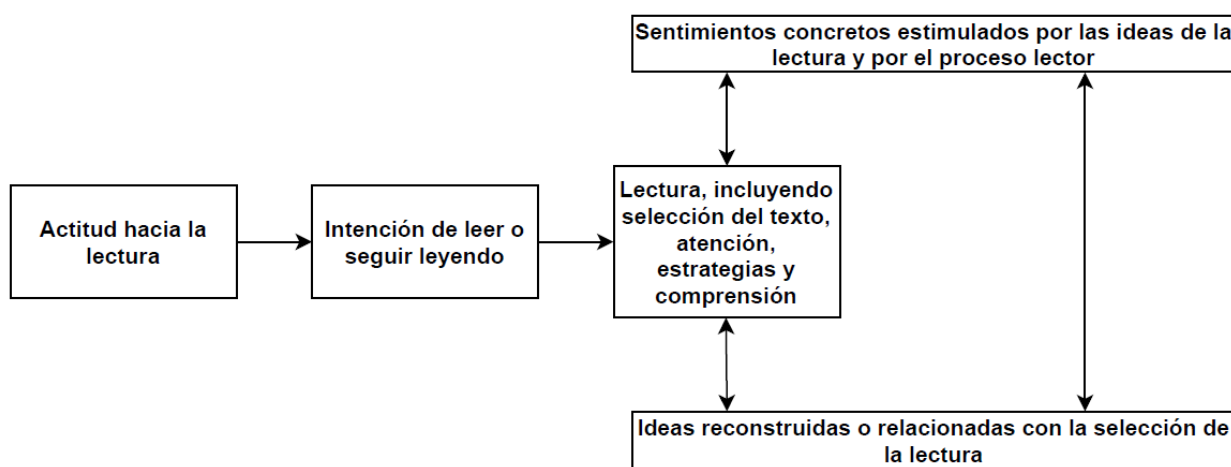 Sentimientos concretos estimulados por las ideas de la
lectura y por el proceso lector
Actitud hacia la
lectura
Intención de leer o
seguir leyendo
Lectura, incluyendo
selección del texto,
atención,
estrategias y
comprensión
Ideas reconstruidas o relacionadas con la selección de
la lectura